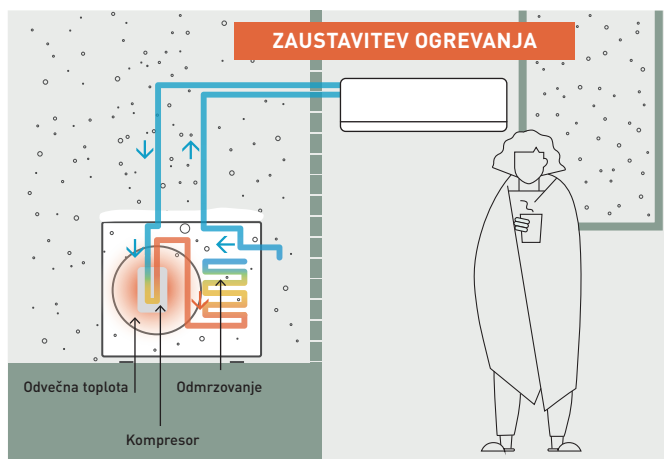 ZAUSTAVITEV OGREVANJA
Odvečna toplota
Odmrzovanje
Kompresor